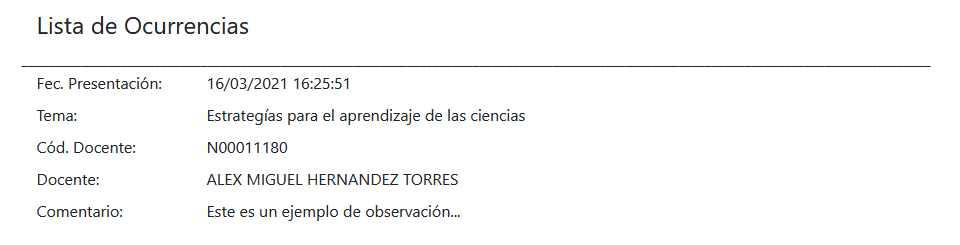 Lista de Ocurrencias
Fec. Presentación: 16/03/2021 16:25:51
Tema: Estrategías para el aprendizaje de las ciencias
Cód. Docente: N00011180
Docente: ALEX MIGUEL HERNANDEZ TORRES
Comentario: Este es un ejemplo de observación...